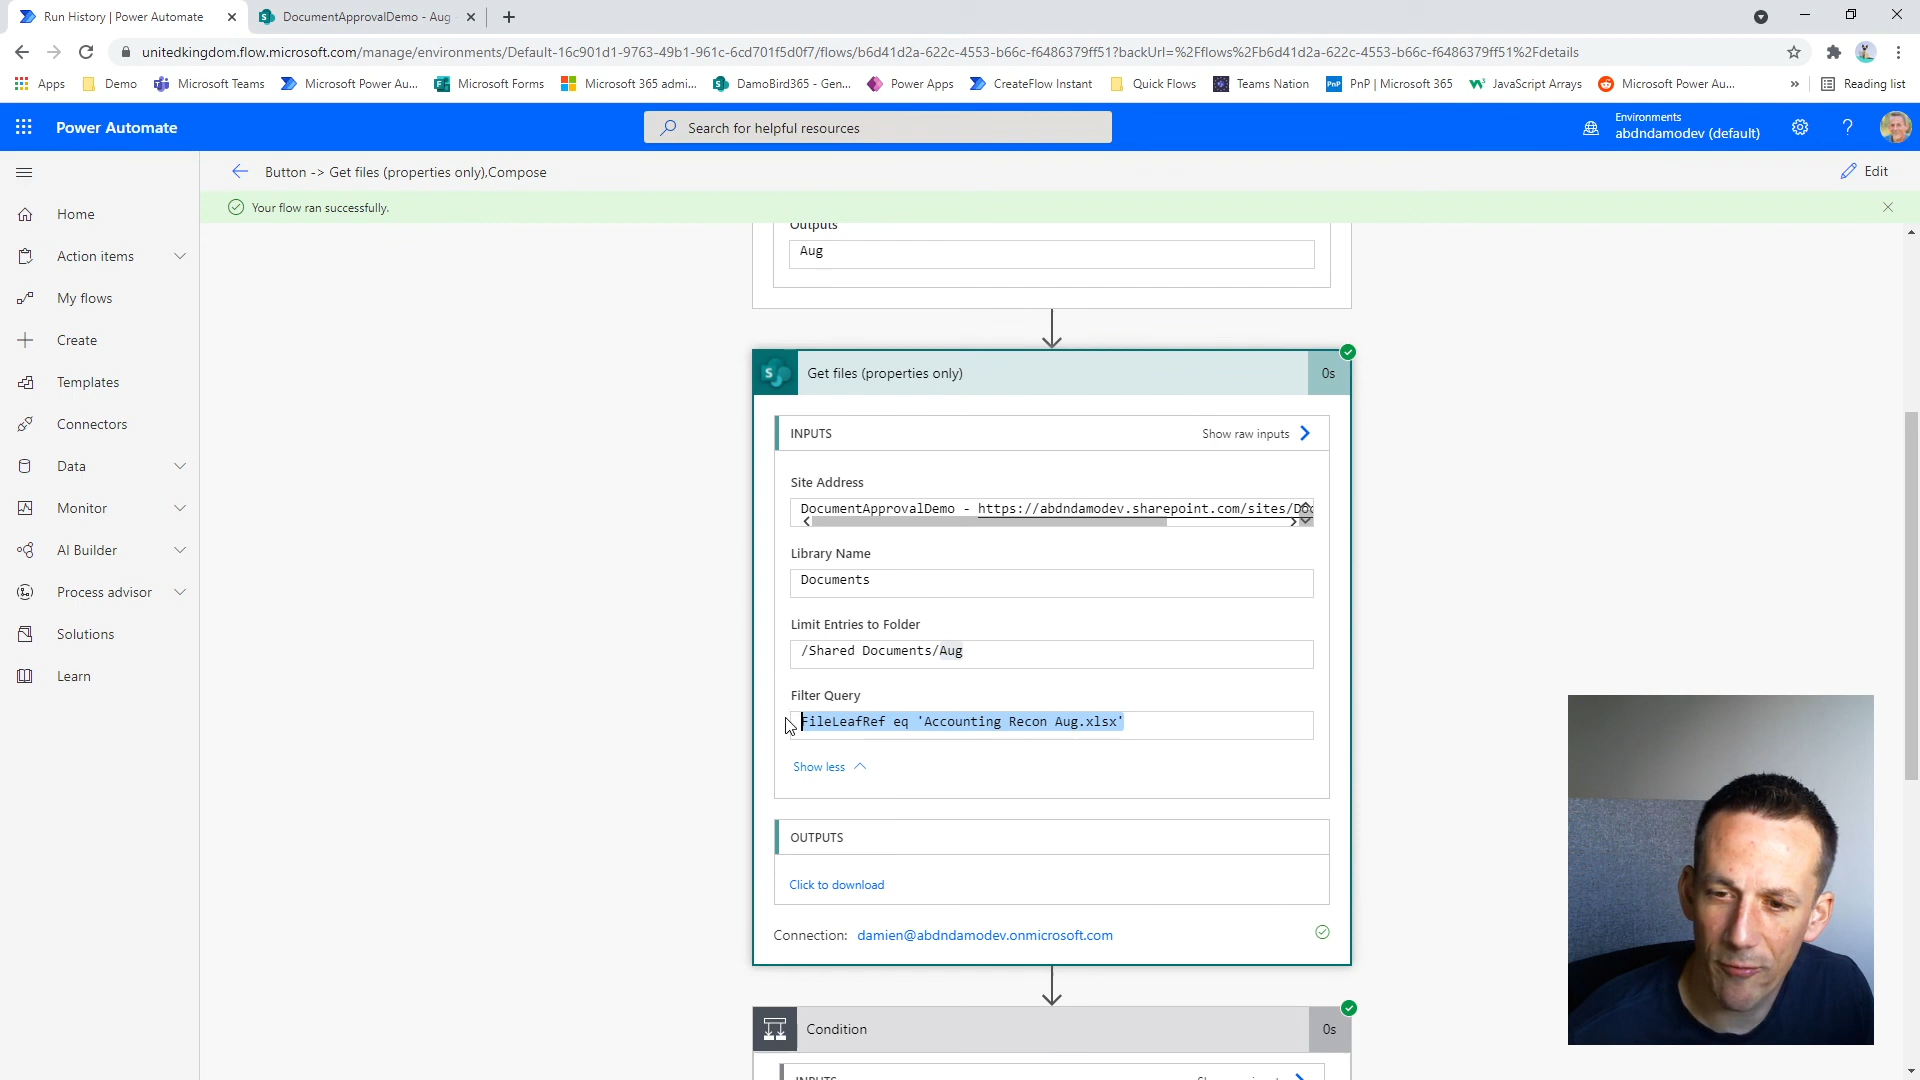 Run History | Power Automate
DocumentApprovalDemo - Aug
unitedkingdom.flow.microsoft.com/manage/environments/Default-16c901d1-9763-49b1-961c-6cd701f5d0f7/flows/b6d41d2a-622c-4553-b66c-f6486379ff51?backUrl=%2Fflows%2Fb6d41d2a-622c-4553-b66c-f6486379ff51%2Fdetails
Apps
Demo
Microsoft Teams
Microsoft Power Au...
Microsoft Forms
Microsoft 365 admi...
DamoBird365 - Gen...
Power Apps
CreateFlow Instant
Quick Flows
Teams Nation
PnP | Microsoft 365
JavaScript Arrays
Microsoft Power Au...
»
Reading list
Power Automate
Search for helpful resources
Environments
abdndamodev (default)
?
Button -> Get files (properties only),Compose
Edit
Your flow ran successfully.
Home
Action items
My flows
Create
Templates
Connectors
Data
Monitor
AI Builder
Process advisor
Solutions
Learn
Outputs
Aug
Get files (properties only)
0s
INPUTS
Show raw inputs
Site Address
DocumentApprovalDemo - https://abdndamodev.sharepoint.com/sites/Doc
Library Name
Documents
Limit Entries to Folder
/Shared Documents/Aug
Filter Query
FileLeafRef eq 'Accounting Recon Aug.xlsx'
Show less
OUTPUTS
Click to download
Connection: damien@abdndamodev.onmicrosoft.com
Condition
0s
INPUTS